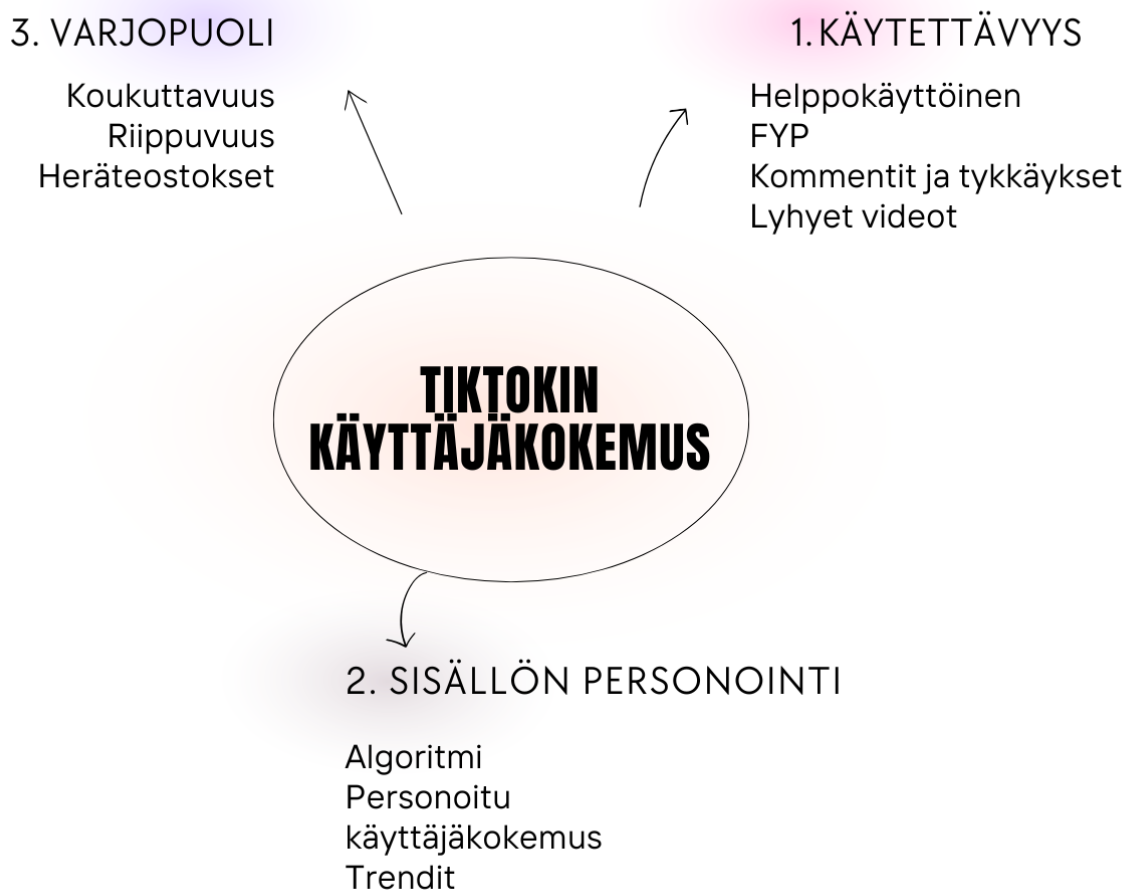 3. VARJOPUOLI
Koukuttavuus
Riippuvuus
Heräteostokset
1. KÄYTETTÄVYYS
Helppokäyttöinen
FYP
Kommentit ja tykkäykset
Lyhyet videot
TIKTOKIN
KÄYTTÄJÄKOKEMUS
2. SISÄLLÖN PERSONOINTI
Algoritmi
Personoitu
käyttäjäkokemus
Trendit